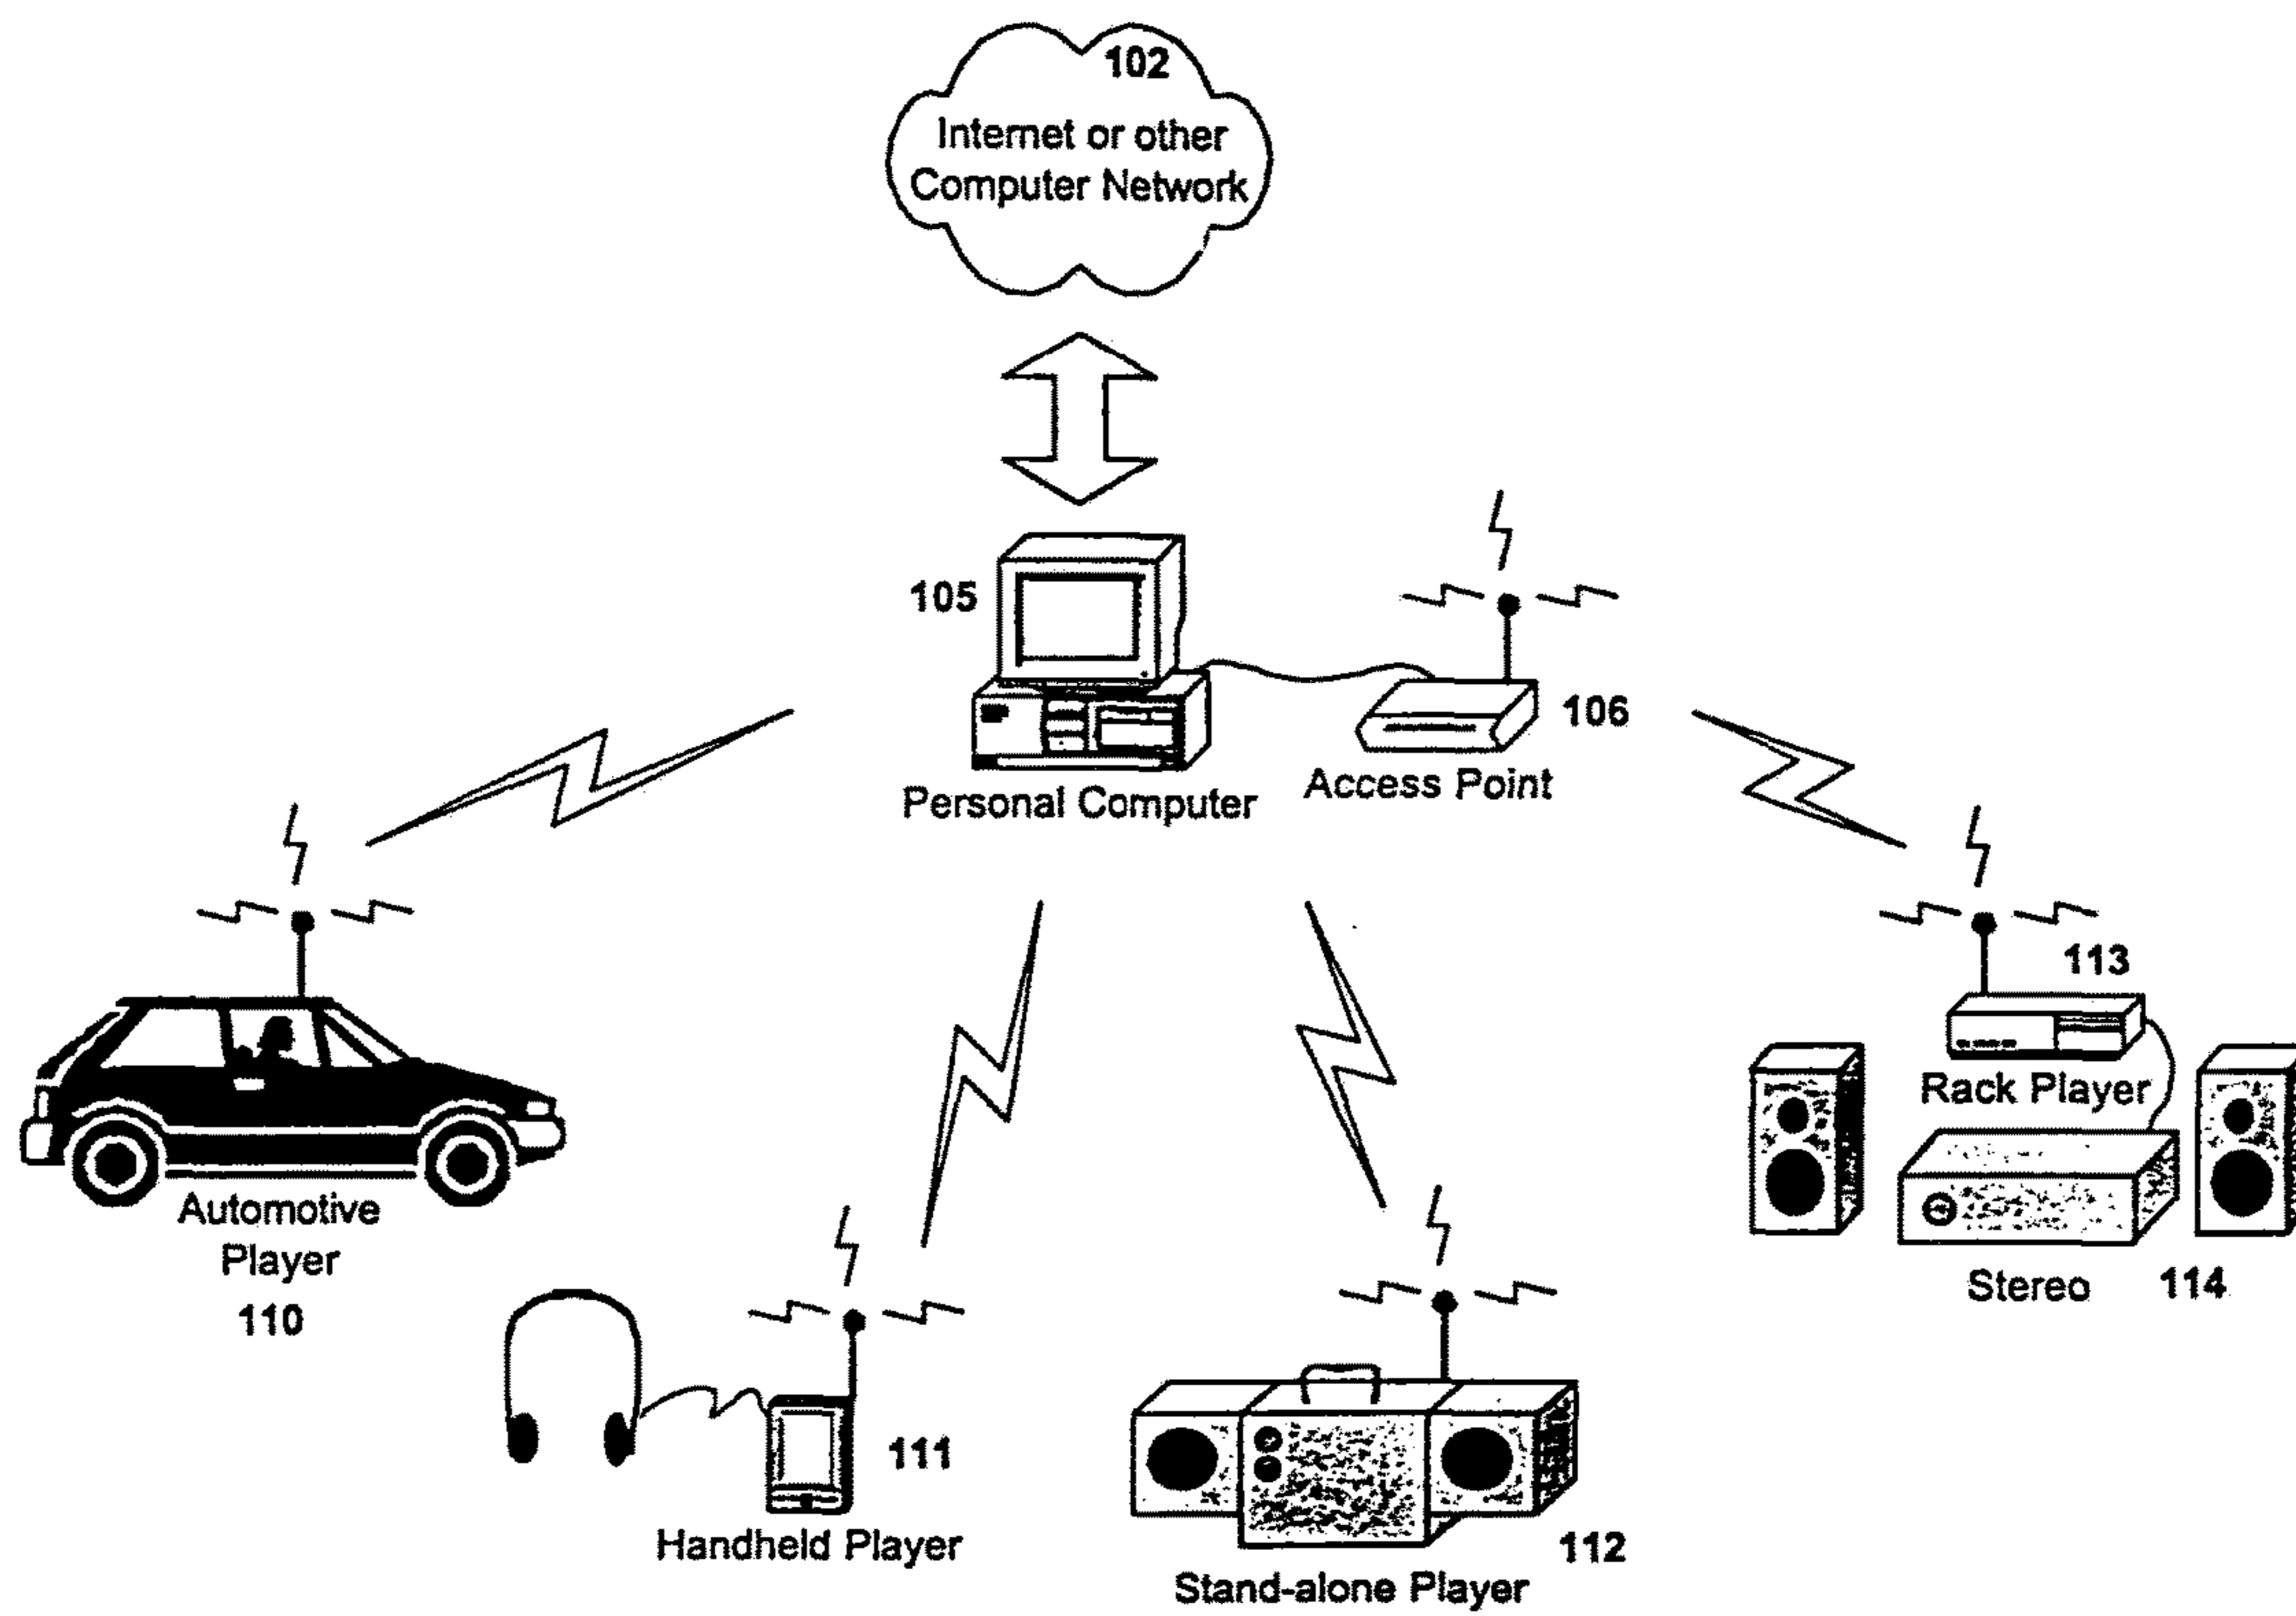 102
Internet or other
Computer Network
105
106
Personal Computer
Access Point
113
Rack Player
Automotive
Player
110
Stereo
114
111
Handheld Player
112
Stand-alone Player